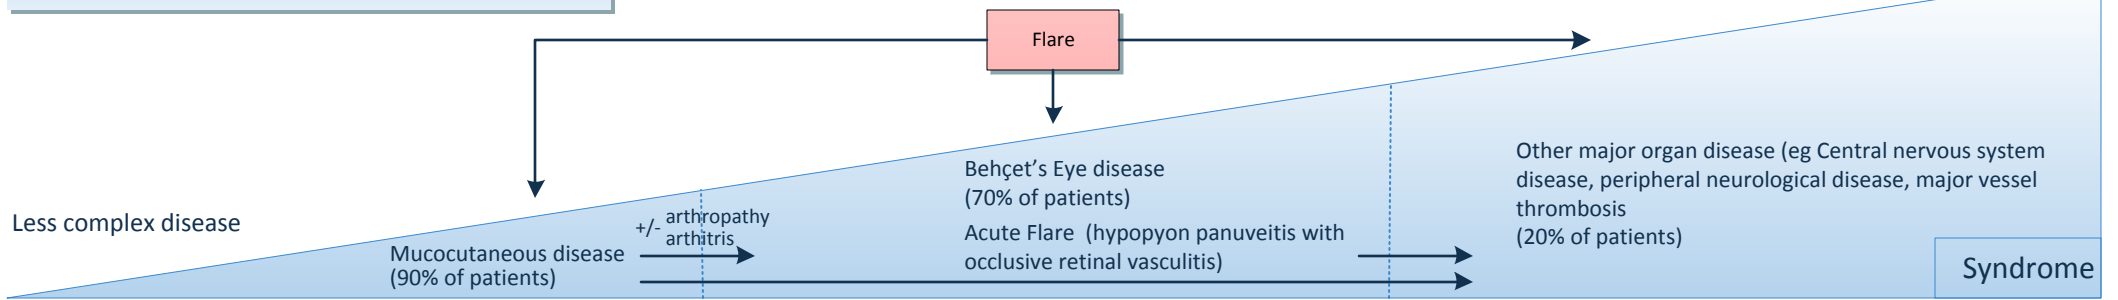 Flare
Less complex disease
Mucocutaneous disease
(90% of patients)
+/- arthropathy
arthitris
Behçet's Eye disease
(70% of patients)
Acute Flare (hypopyon panuveitis with
occlusive retinal vasculitis)
Other major organ disease (eg Central nervous system
disease, peripheral neurological disease, major vessel
thrombosis
(20% of patients)
Syndrome